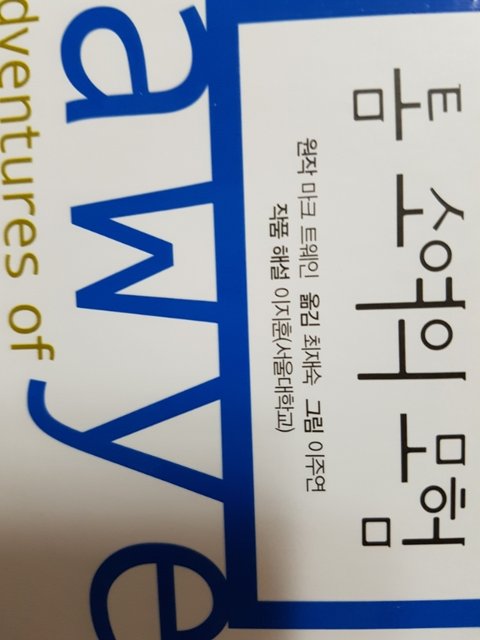 톰 소여의 모험
원작 마크 트웨인 옮김 최재숙 그림 이주연
작품 해설 이지훈(서울대학교)
awye
dventures of